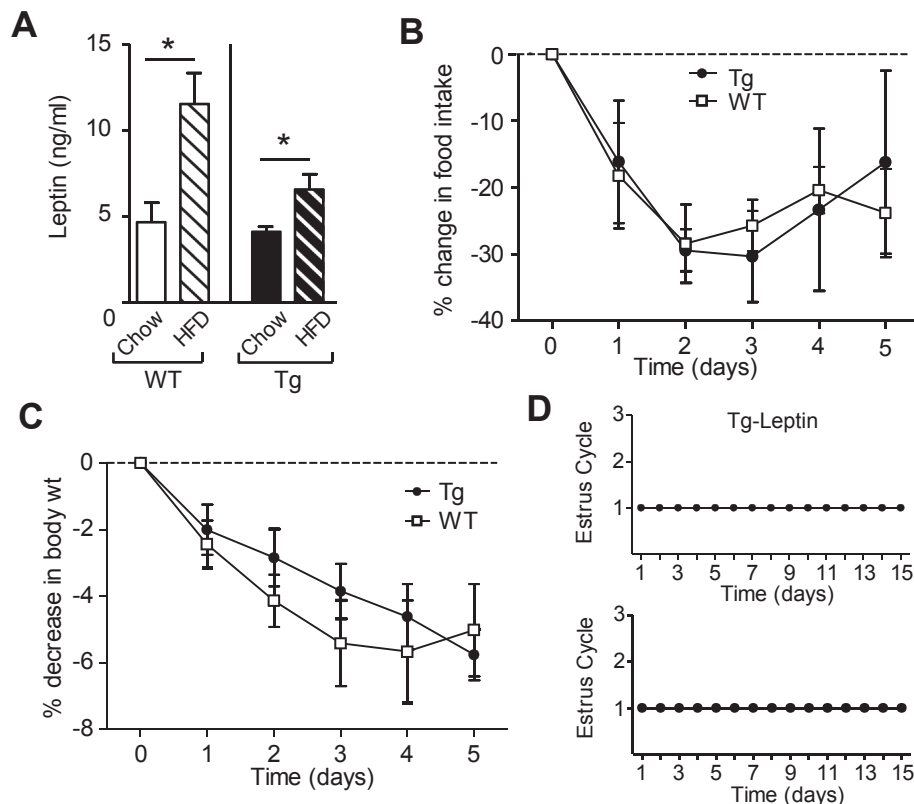 A
15
10
5
0
Leptin (ng/ml)
*
*
Chow
HFD
Chow
HFD
WT
Tg
B
0
-10
-20
-30
-40
% change in food intake
Tg
WT
0 1 2 3 4 5
Time (days)
C
0
-2
-4
-6
-8
% decrease in body wt
Tg
WT
0 1 2 3 4 5
Time (days)
D
Tg-Leptin
3
2
1
Estrus Cycle
1 3 5 7 9 11 13 15
Time (days)
3
2
1
Estrus Cycle
1 3 5 7 9 11 13 15
Time (days)